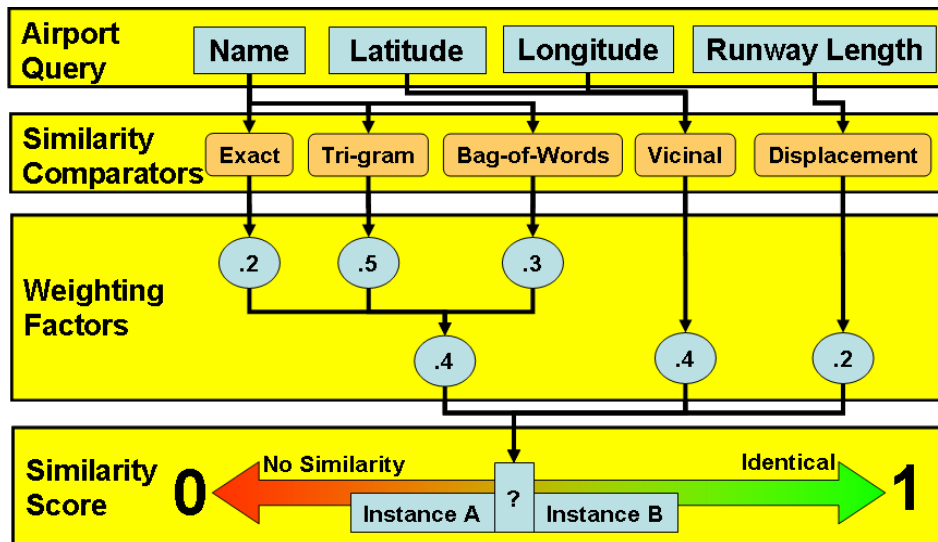 Airport
Query
Name
Latitude
Longitude
Runway Length
Similarity
Comparators
Exact
Tri-gram
Bag-of-Words
Vicinal
Displacement
Weighting
Factors
.2
.5
.3
.4
.4
.2
Similarity
Score
0
No Similarity
Identical
1
?
Instance A
Instance B